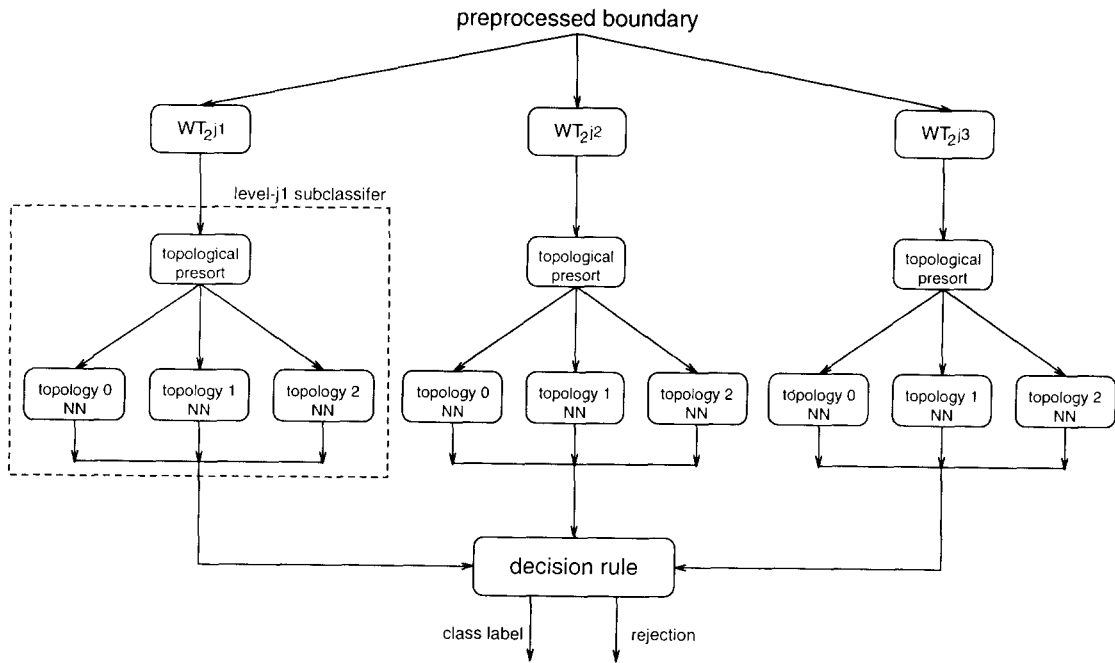 preprocessed boundary
WT2j1
WT2j2
WT2j3
level-j1 subclassifer
topological
presort
topological
presort
topological
presort
topology 0
NN
topology 1
NN
topology 2
NN
topology 0
NN
topology 1
NN
topology 2
NN
topology 0
NN
topology 1
NN
topology 2
NN
decision rule
class label
rejection